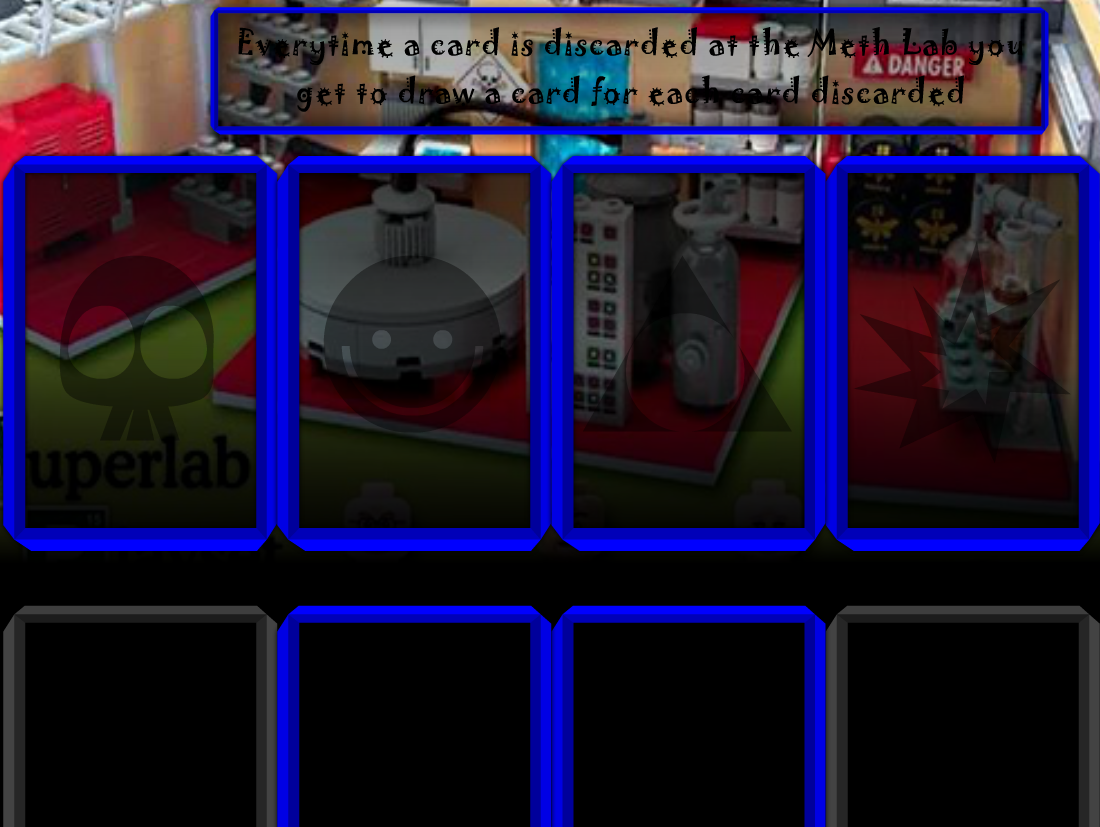 Everytime a card is discarded at the Meth Lab you
get to draw a card for each card discarded
DANGER
uperlab